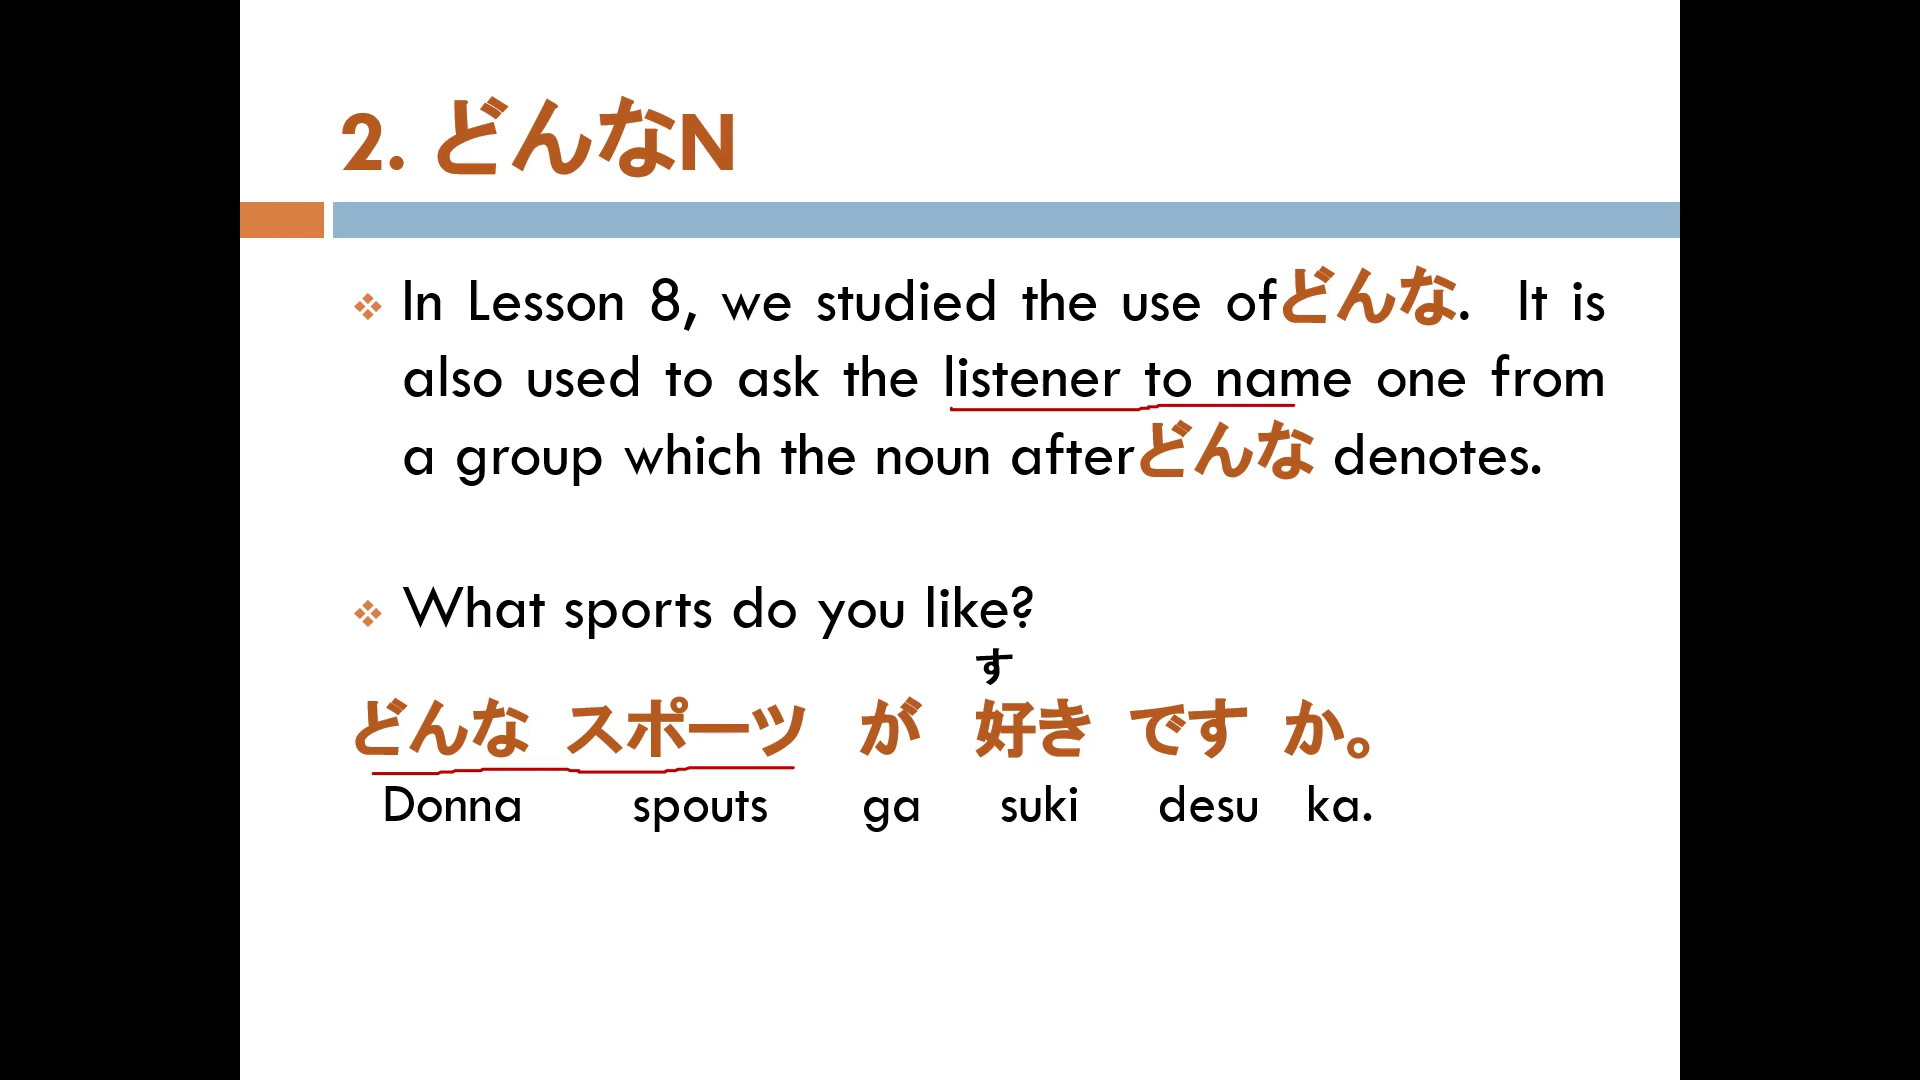 2. どんなN
In Lesson 8, we studied the use ofどんな. It is
also used to ask the listener to name one from
a group which the noun afterどんな denotes.
What sports do you like?
す
どんな スポーツ が 好き です か。
Donna spouts ga suki desu ka.